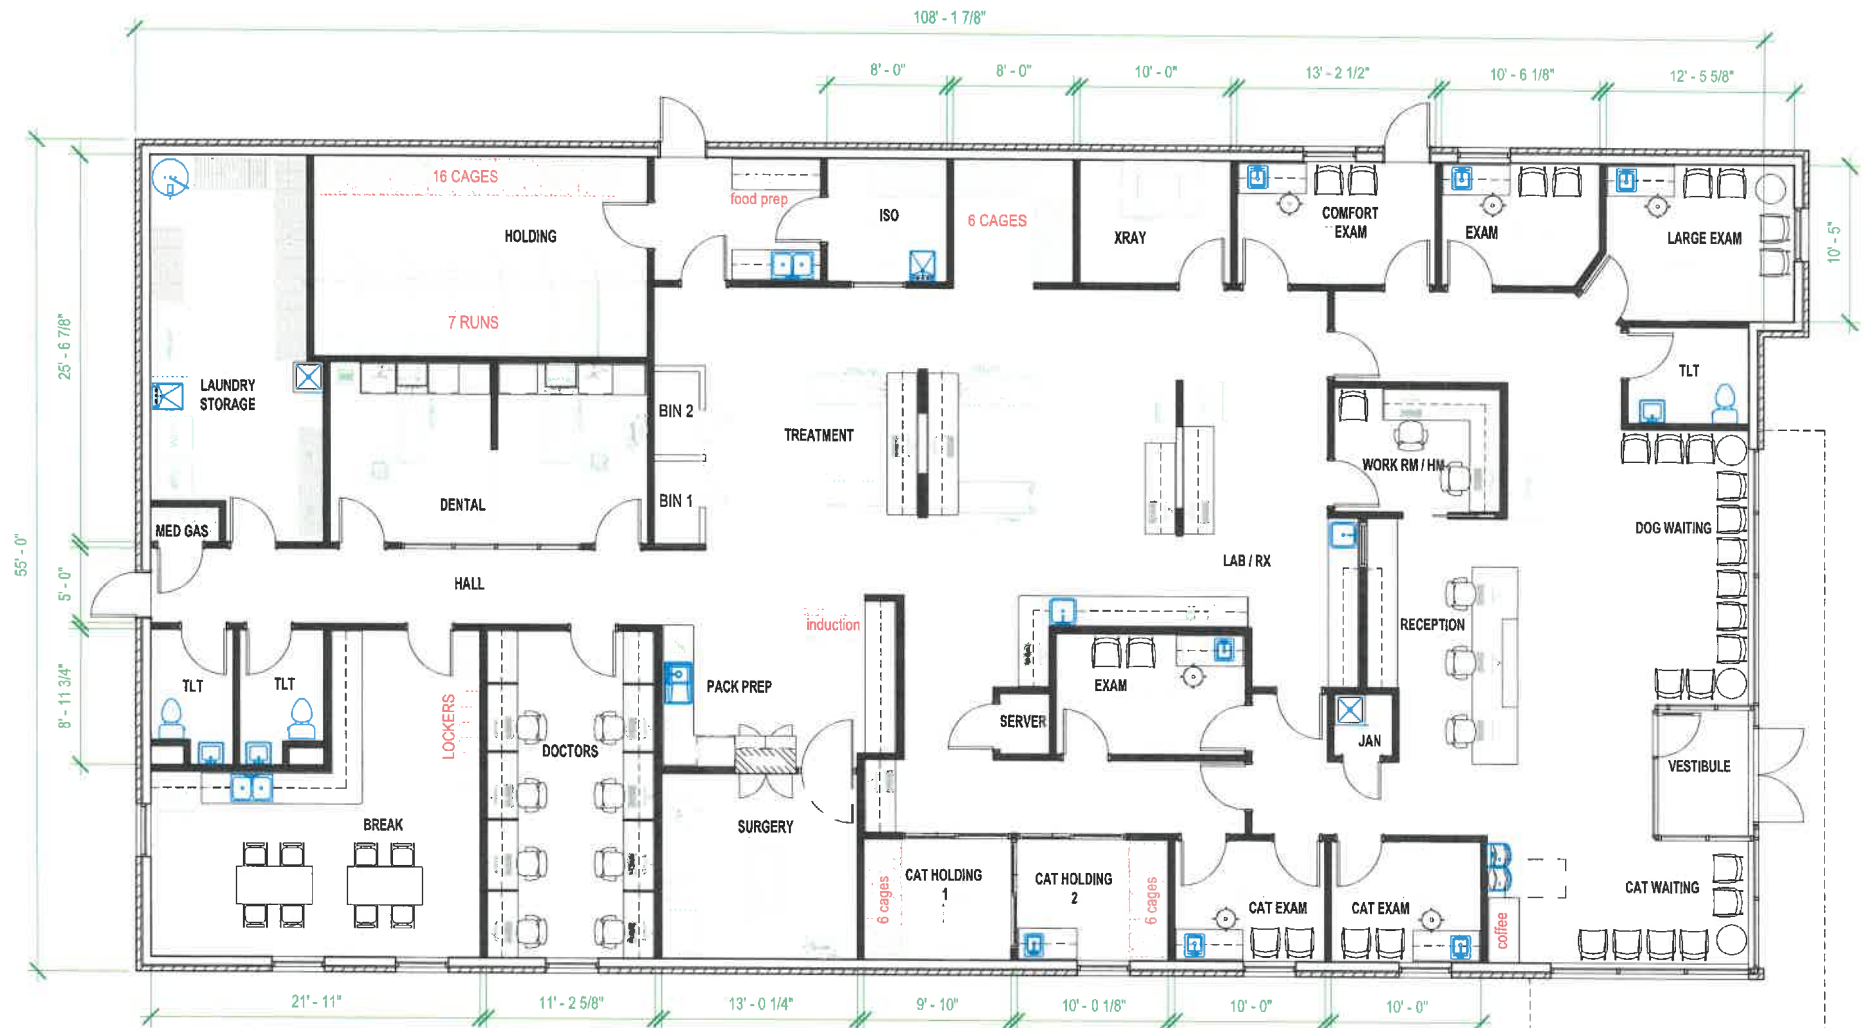 108' - 1 7/8"
8' - 0"
8' - 0"
10' - 0"
13' - 2 1/2"
10' - 6 1/8"
12' - 5 5/8"
16 CAGES
food prep
HOLDING
ISO
6 CAGES
XRAY
COMFORT
EXAM
EXAM
LARGE EXAM
10' - 5"
7 RUNS
25' - 6 7/8"
LAUNDRY
STORAGE
TLT
BIN 2
TREATMENT
WORK RM / HM
DENTAL
BIN 1
MED GAS
DOG WAITING
55' - 0"
5' - 0"
HALL
LAB / RX
induction
RECEPTION
8' - 11 3/4"
TLT
TLT
LOCKERS
PACK PREP
EXAM
SERVER
JAN
DOCTORS
VESTIBULE
BREAK
SURGERY
6 cages
CAT HOLDING
1
CAT HOLDING
2
6 cages
CAT EXAM
CAT EXAM
coffee
CAT WAITING
21' - 11"
11' - 2 5/8"
13' - 0 1/4"
9' - 10"
10' - 0 1/8"
10' - 0"
10' - 0"